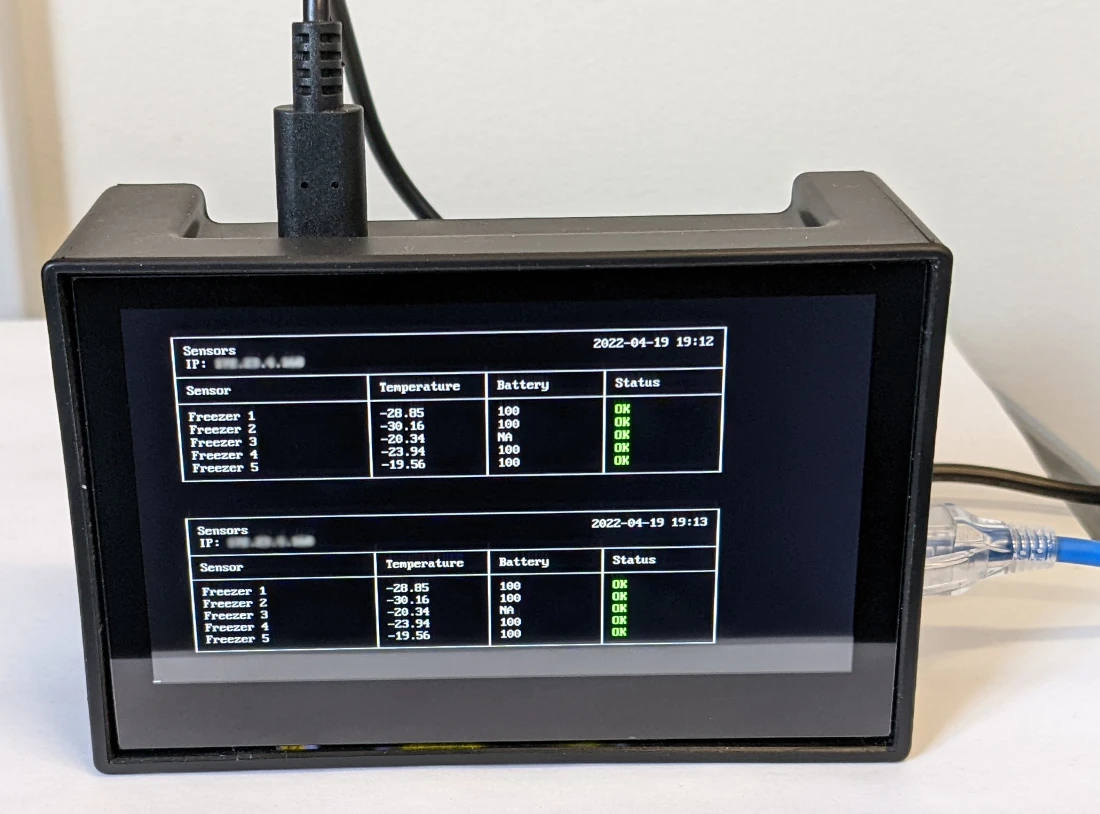 Sensors 2022-04-19 19:12
IP:
Sensor Temperature Battery Status
Freezer 1 -28.85 100 OK
Freezer 2 -30.16 100 OK
Freezer 3 -20.34 NA OK
Freezer 4 -23.94 100 OK
Freezer 5 -19.56 100 OK
Sensors 2022-04-19 19:13
IP:
Sensor Temperature Battery Status
Freezer 1 -28.85 100 OK
Freezer 2 -30.16 100 OK
Freezer 3 -20.34 NA OK
Freezer 4 -23.94 100 OK
Freezer 5 -19.56 100 OK